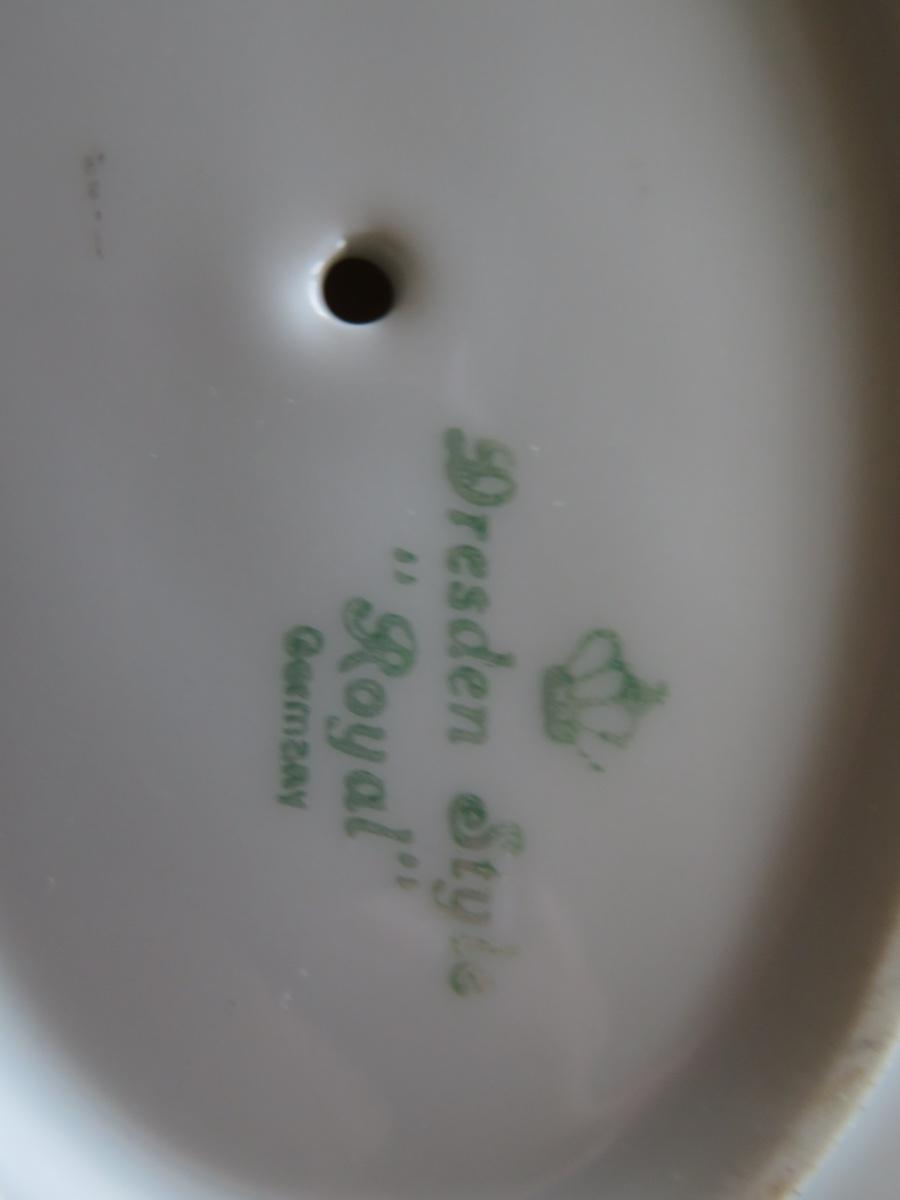 Dresden Style
"Royal"
Germany